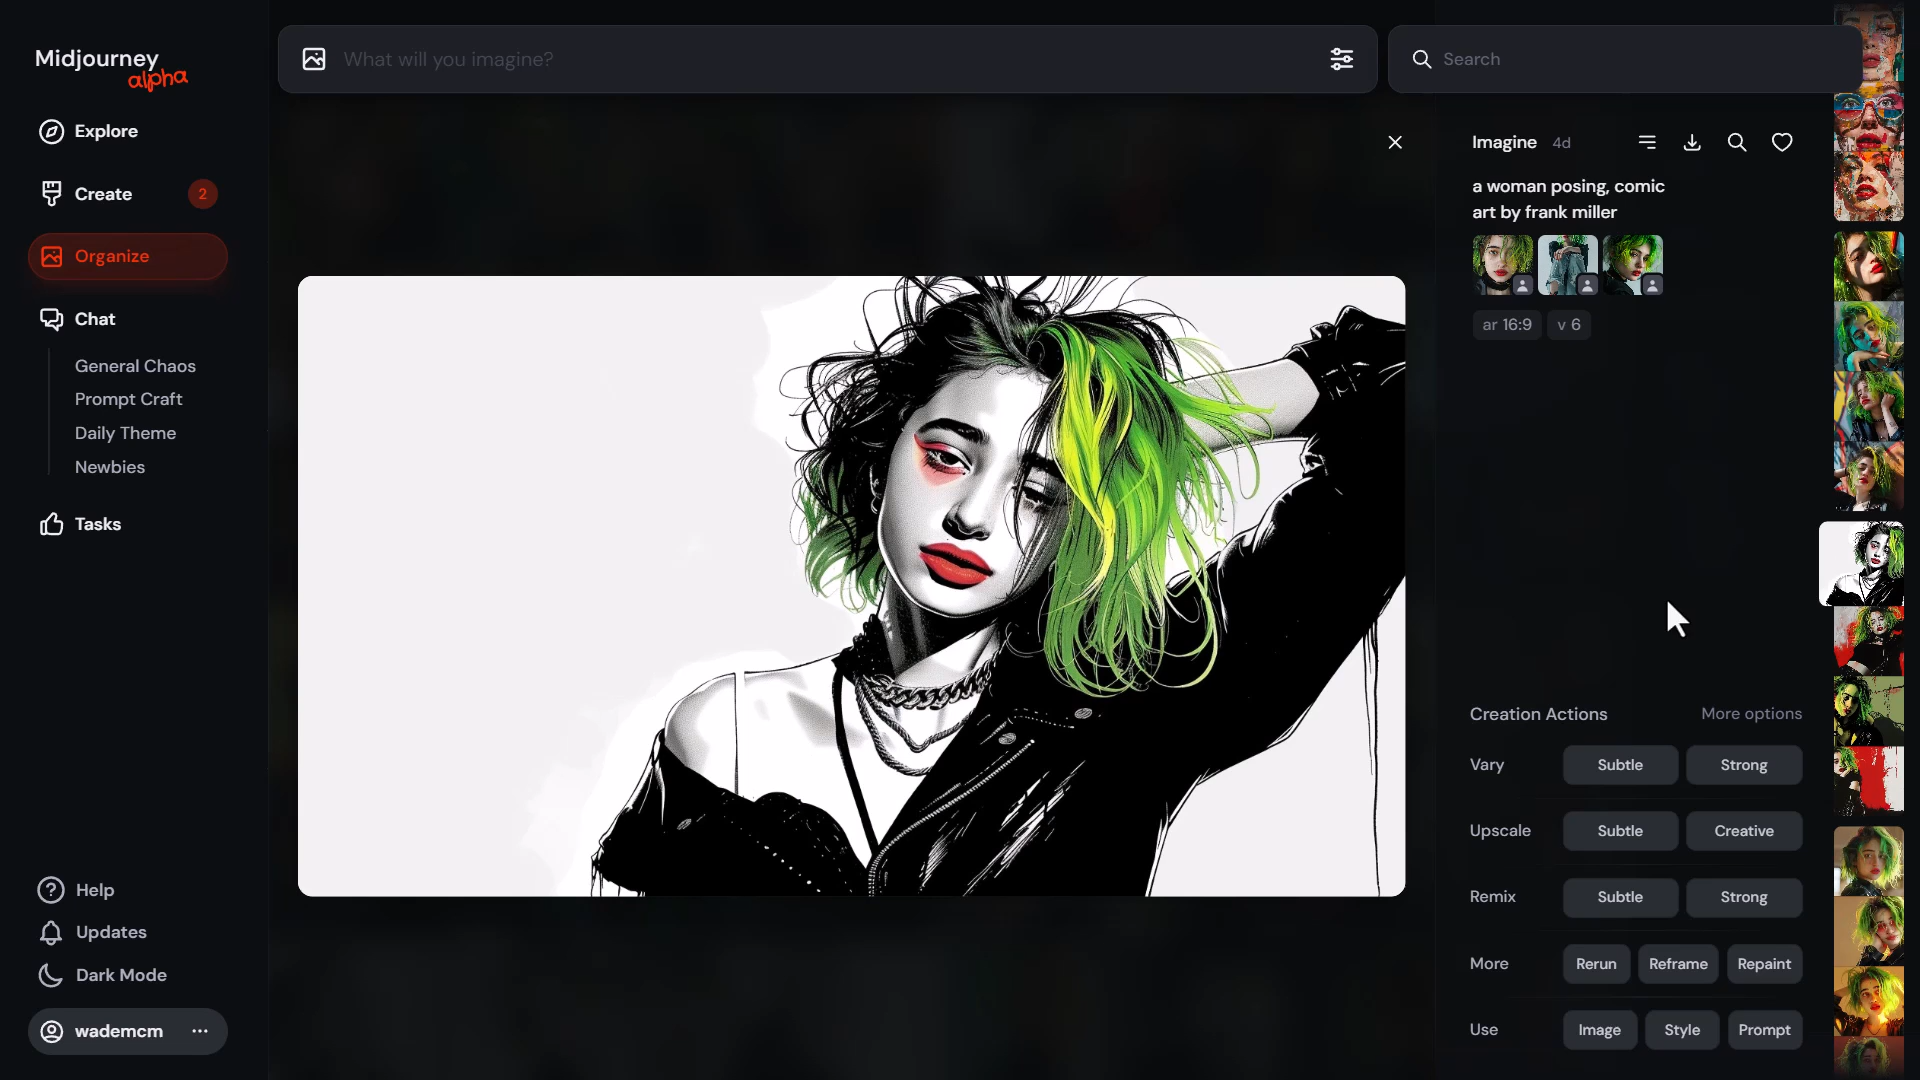 Midjourney
alpha
What will you imagine?
Search
Explore
Create 2
Organize
Chat
General Chaos
Prompt Craft
Daily Theme
Newbies
Tasks
Help
Updates
Dark Mode
wademcm
Imagine 4d
a woman posing, comic
art by frank miller
ar 16:9 v 6
Creation Actions More options
Vary Subtle Strong
Upscale Subtle Creative
Remix Subtle Strong
More Rerun Reframe Repaint
Use Image Style Prompt